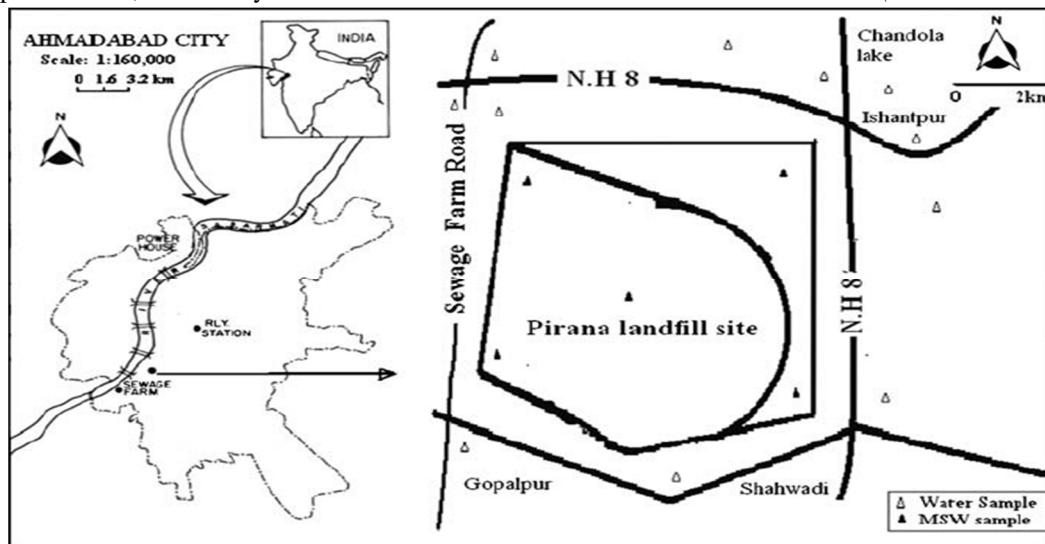 AHMADABAD CITY
Scale: 1:160,000
0 1.6 3.2 km
INDIA
N
POWER
HOUSE
SABARMATI
RLY.
STATION
SEWAGE
FARM
Sewage Farm Road
N.H 8
Chandola
lake
N
0 2km
Ishantpur
N.H 8
Pirana landfill site
Gopalpur
Shahwadi
Water Sample
MSW sample